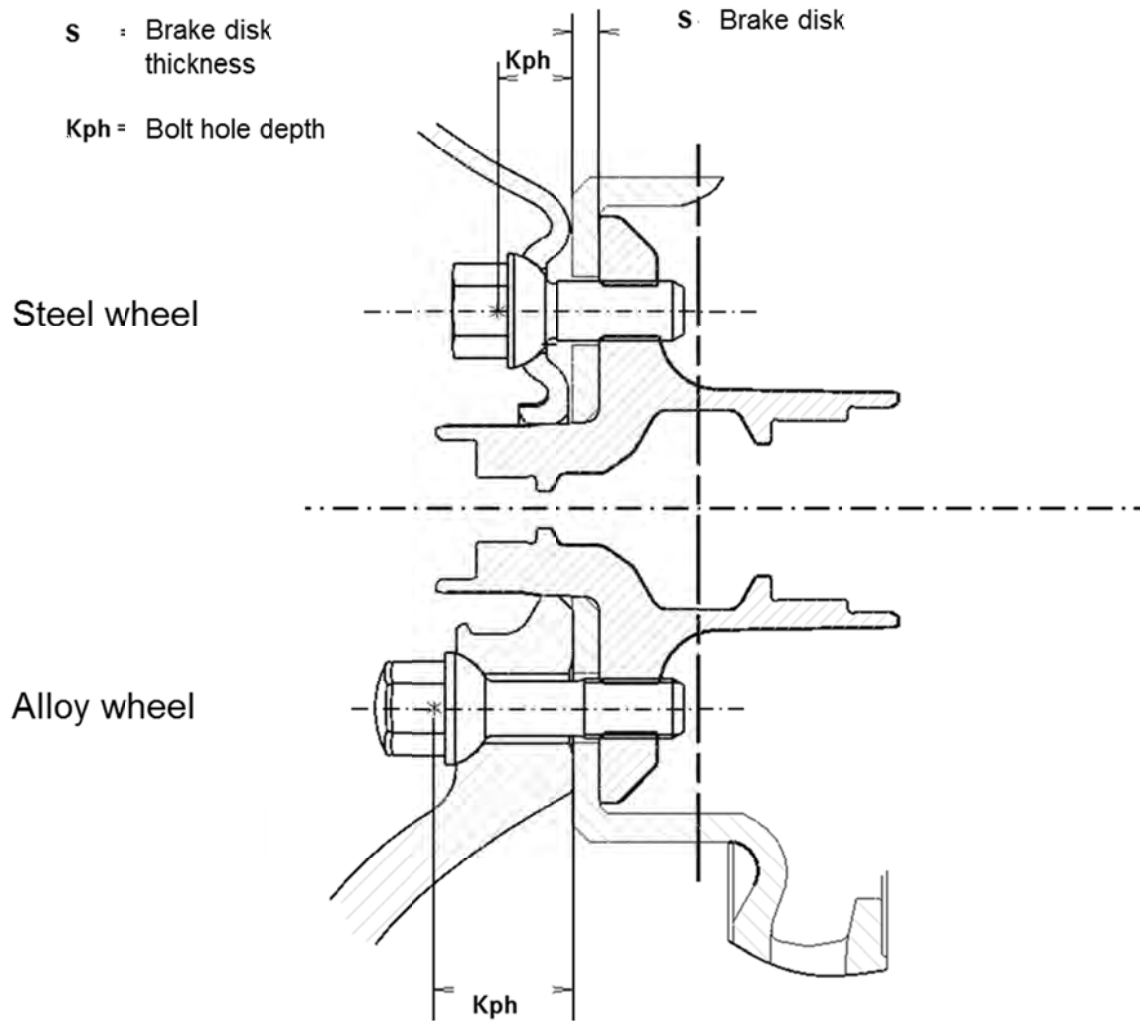 S = Brake disk
thickness
Kph = Bolt hole depth
Kph
S Brake disk
Steel wheel
Alloy wheel
Kph